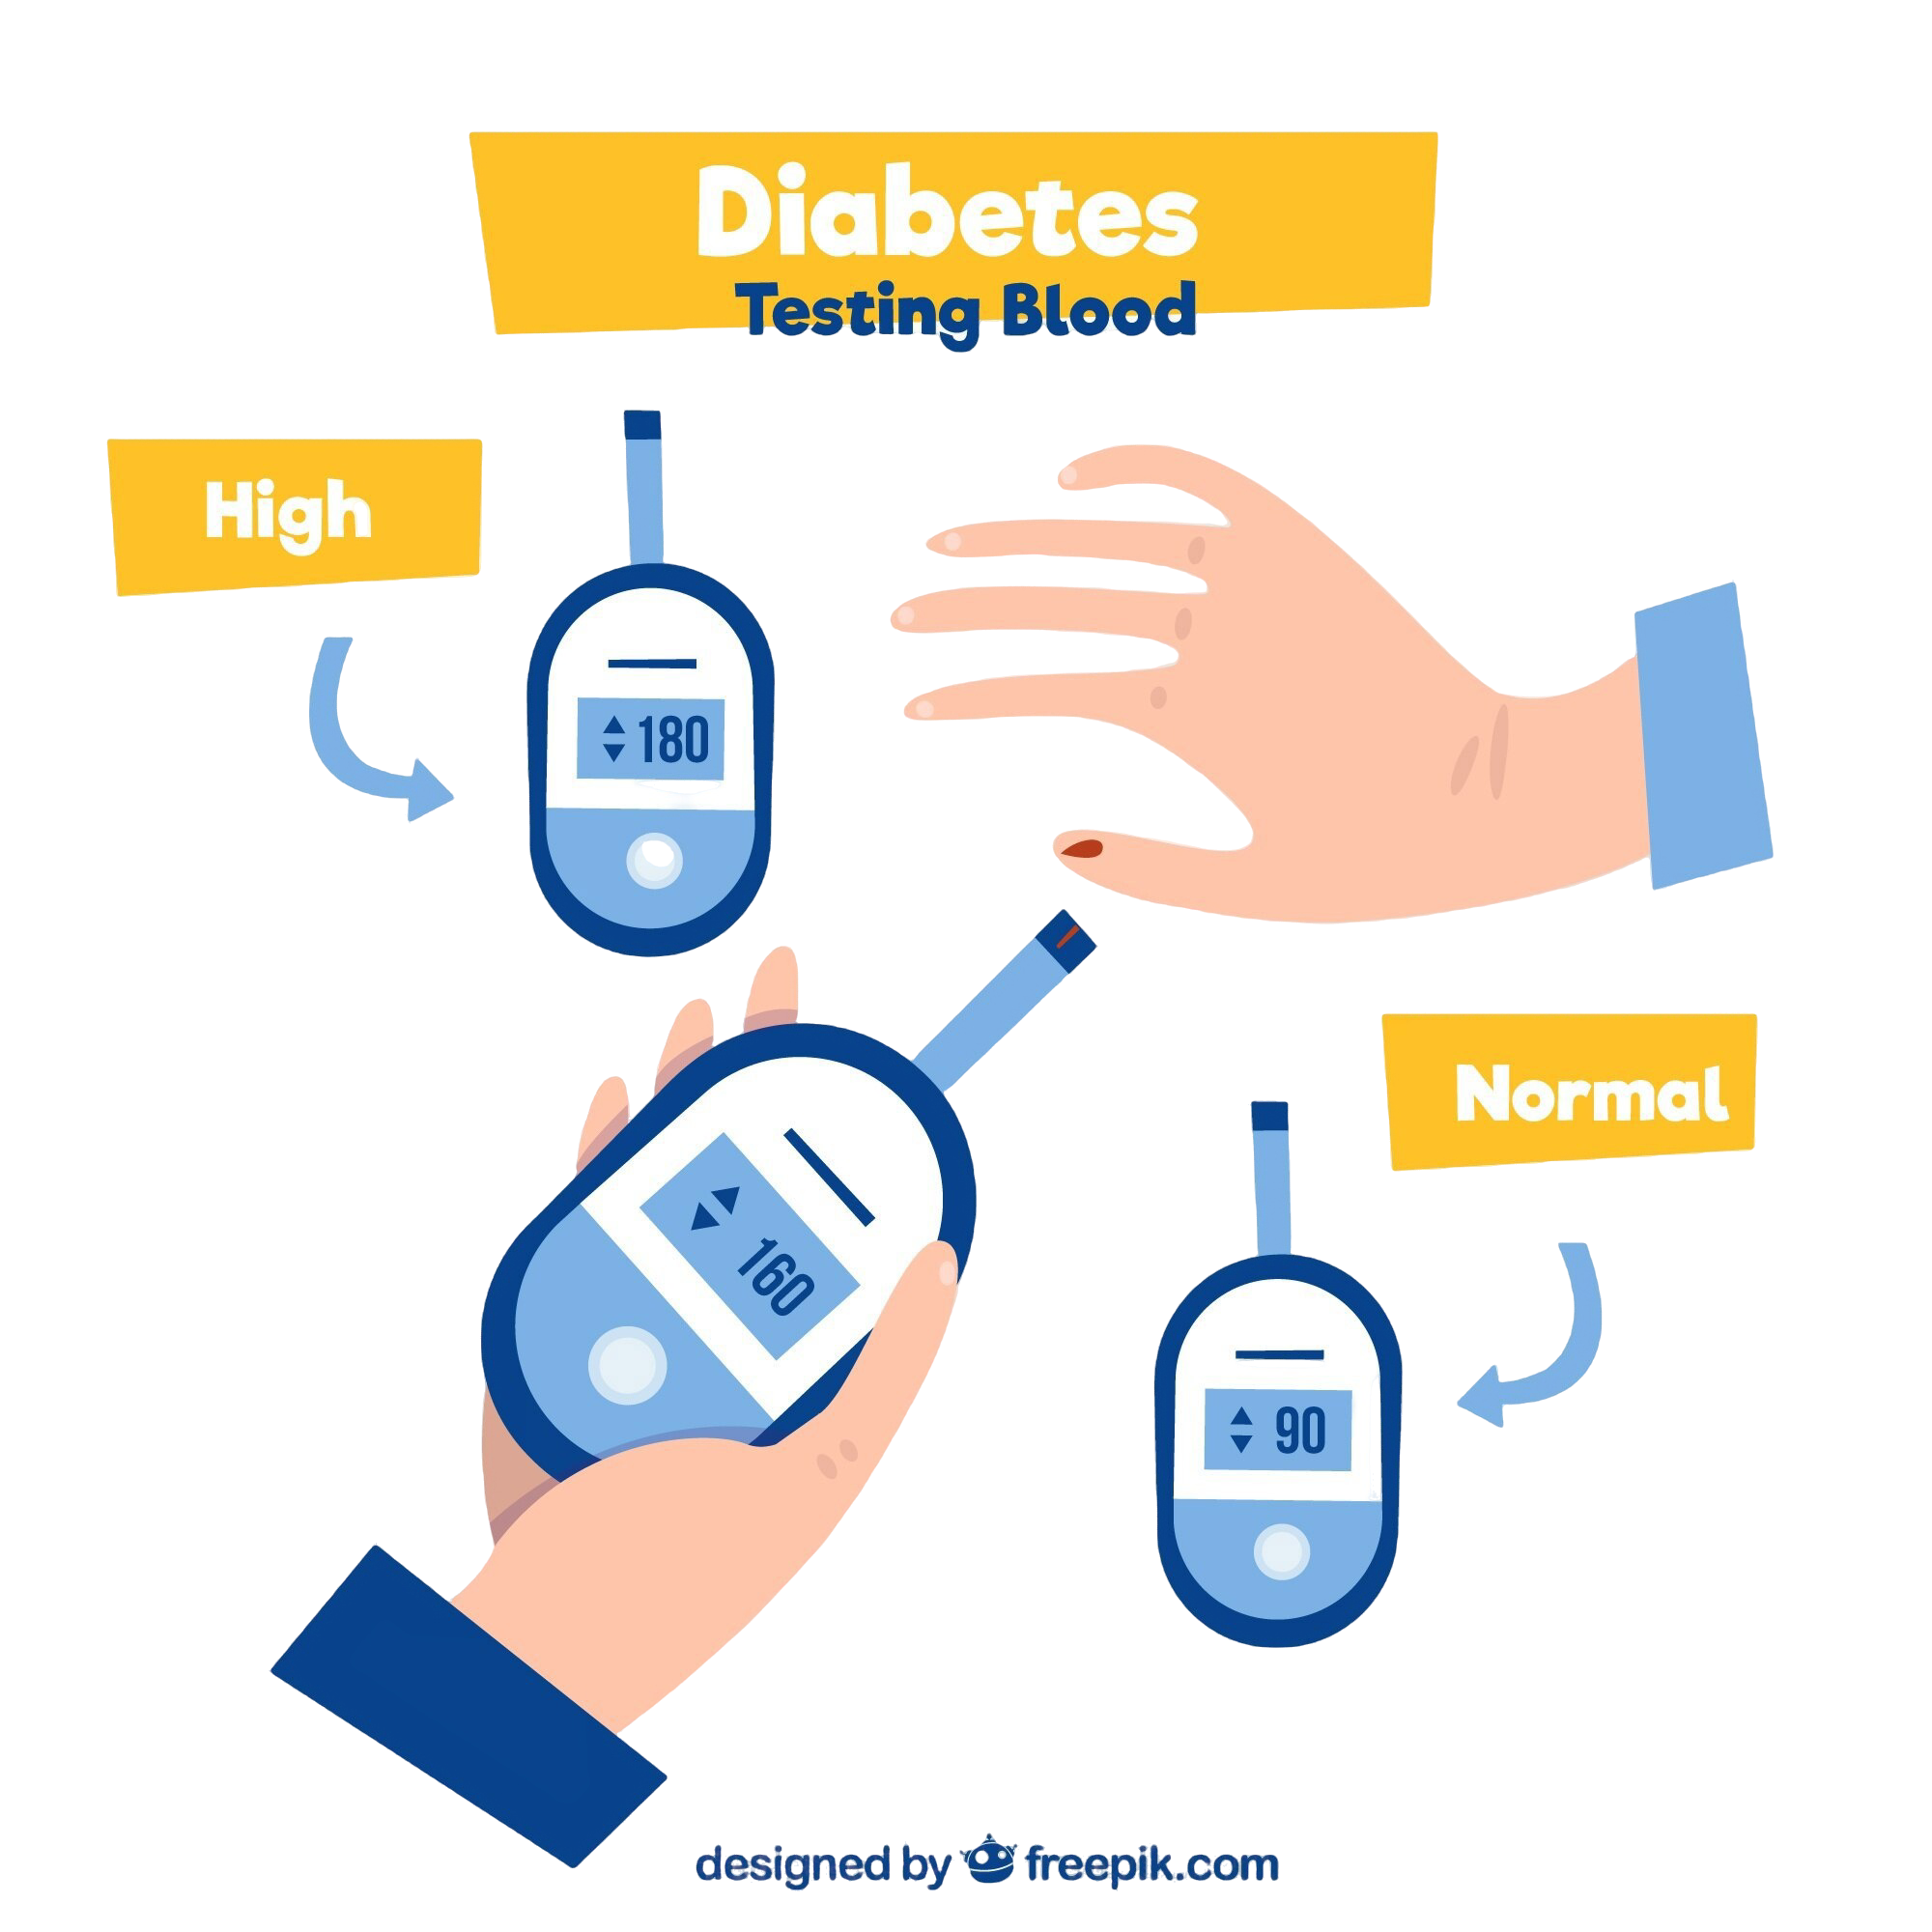 Diabetes
Testing Blood
High
180
160
Normal
90
designed by freepik.com